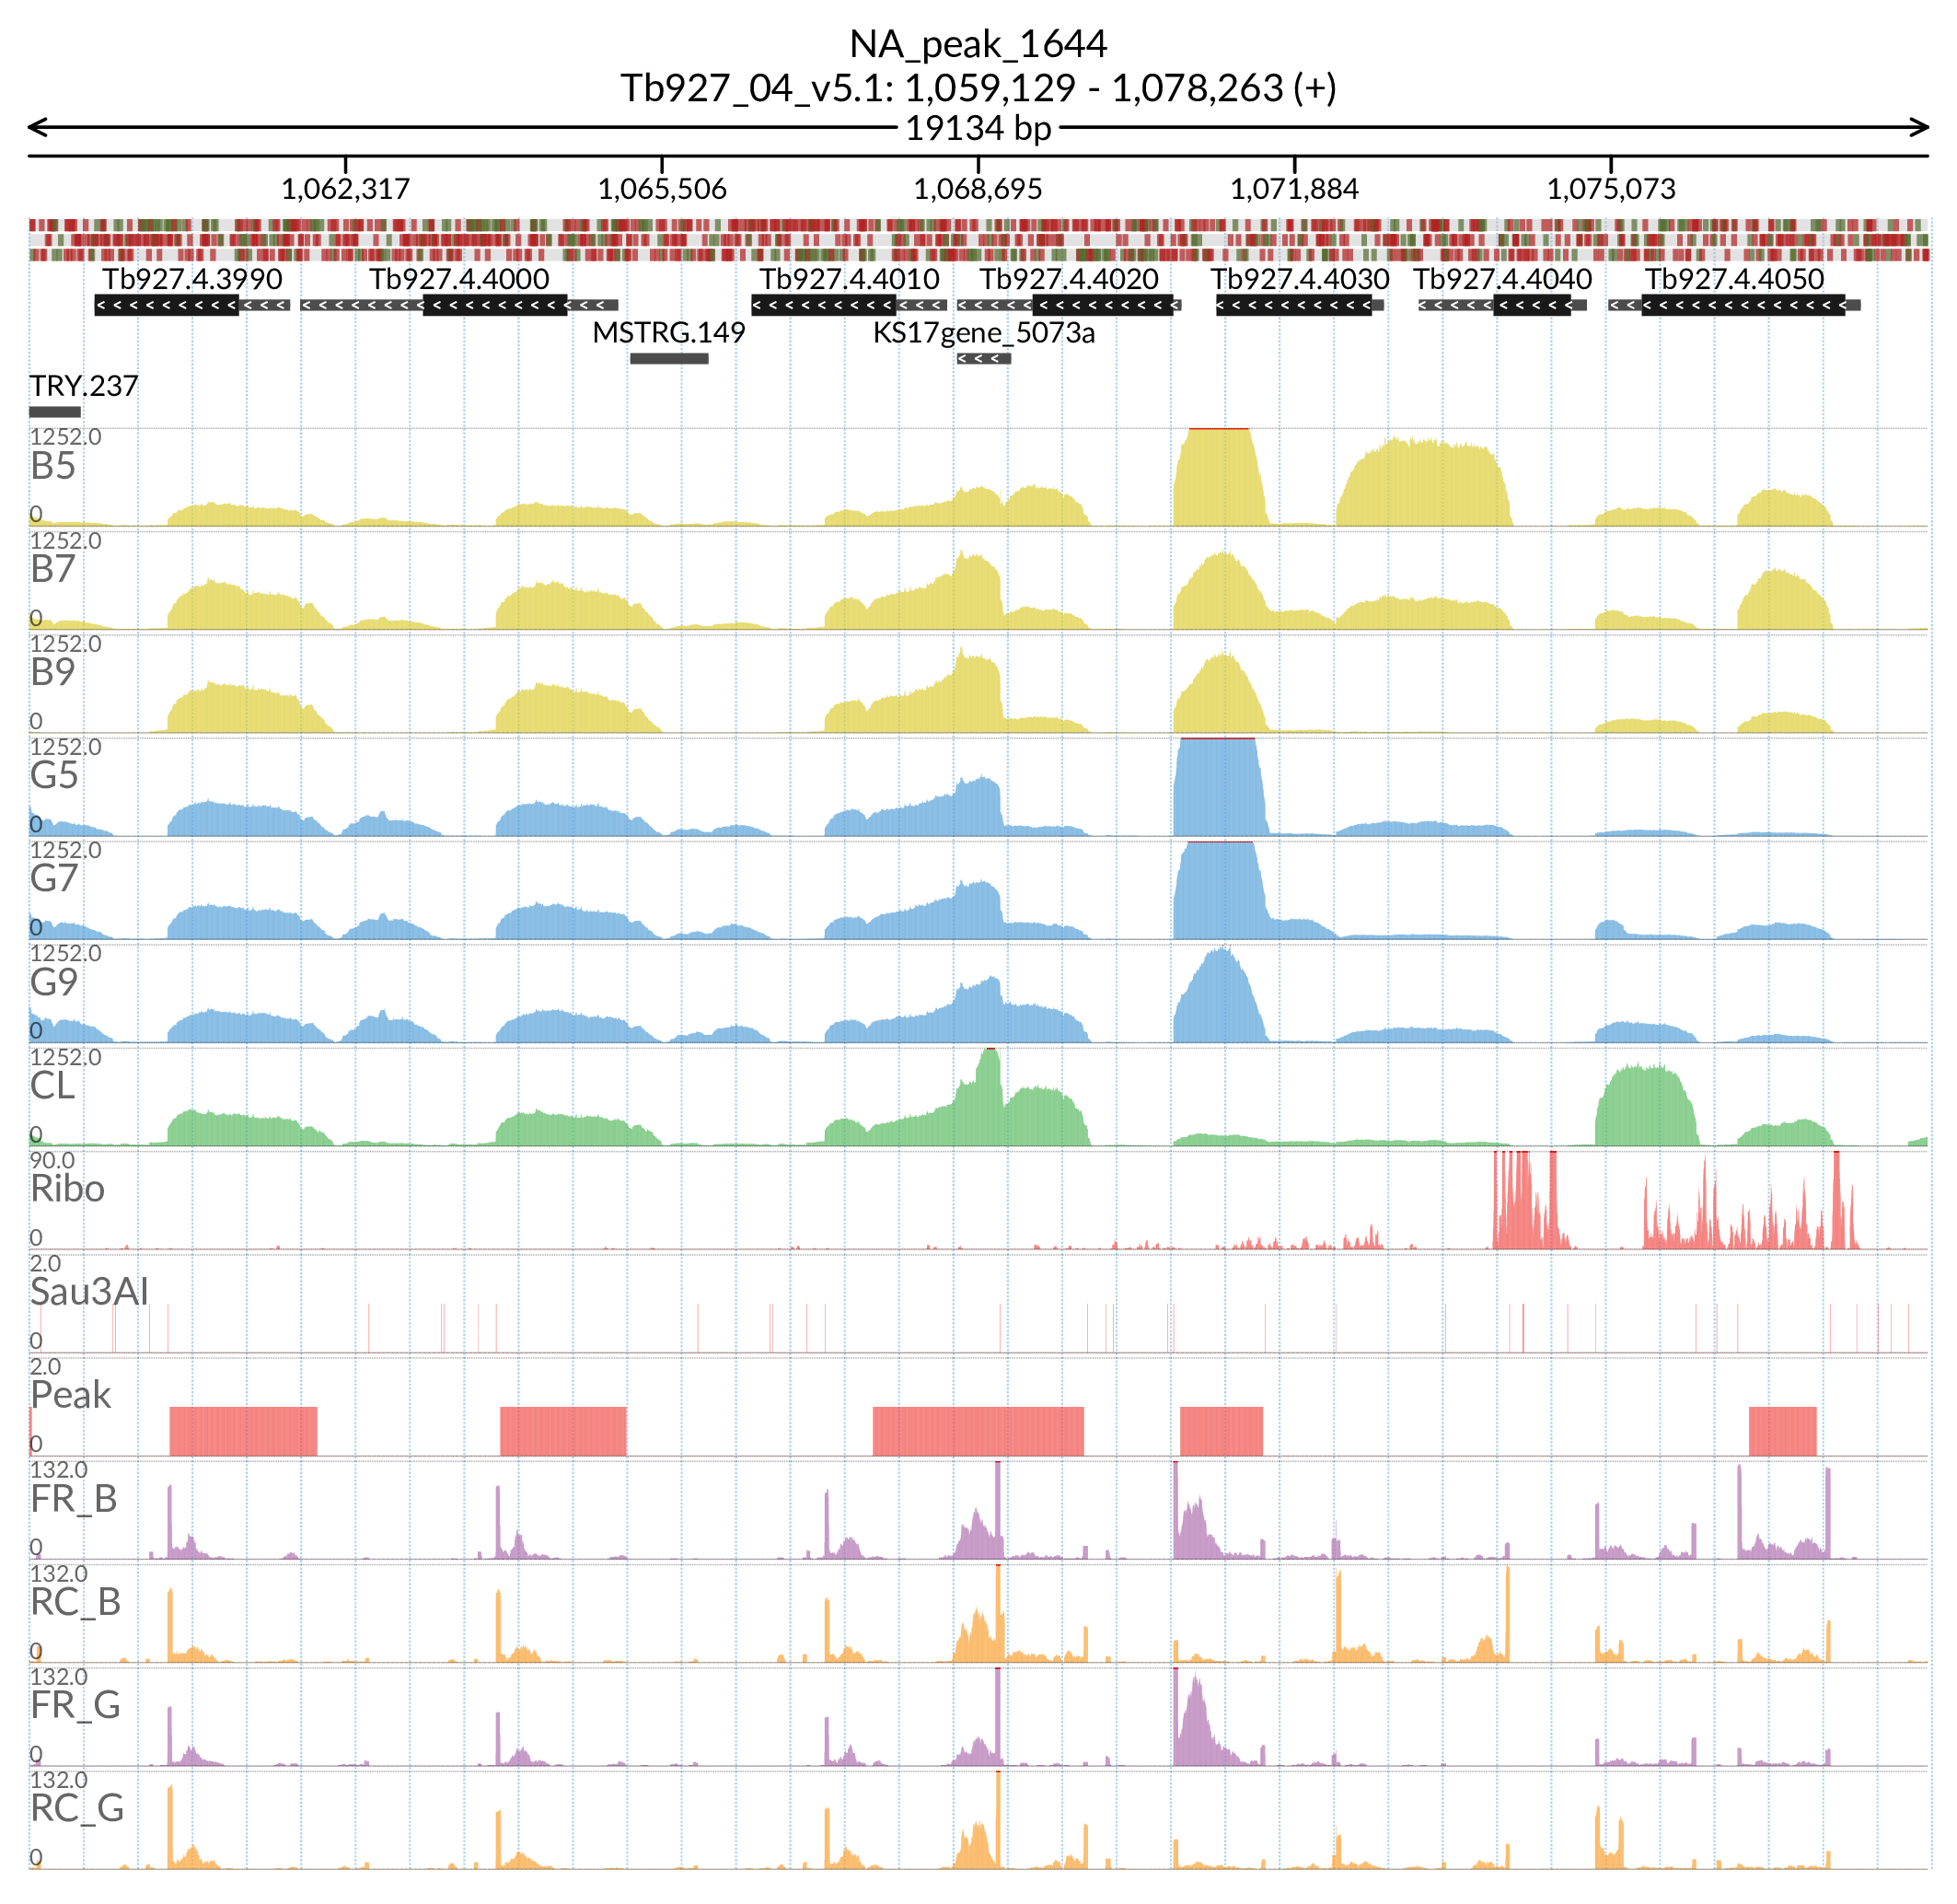 NA_peak_1644
Tb927_04_v5.1: 1,059,129 - 1,078,263 (+)
19134 bp
1,062,317 1,065,506 1,068,695 1,071,884 1,075,073
Tb927.4.3990 Tb927.4.4000 Tb927.4.4010 Tb927.4.4020 Tb927.4.4030 Tb927.4.4040 Tb927.4.4050
MSTRG.149 KS17gene_5073a
TRY.237
1252.0
B5
0
1252.0
B7
0
1252.0
B9
0
1252.0
G5
0
1252.0
G7
0
1252.0
G9
0
1252.0
CL
0
90.0
Ribo
0
2.0
Sau3AI
0
2.0
Peak
0
132.0
FR_B
0
132.0
RC_B
0
132.0
FR_G
0
132.0
RC_G
0